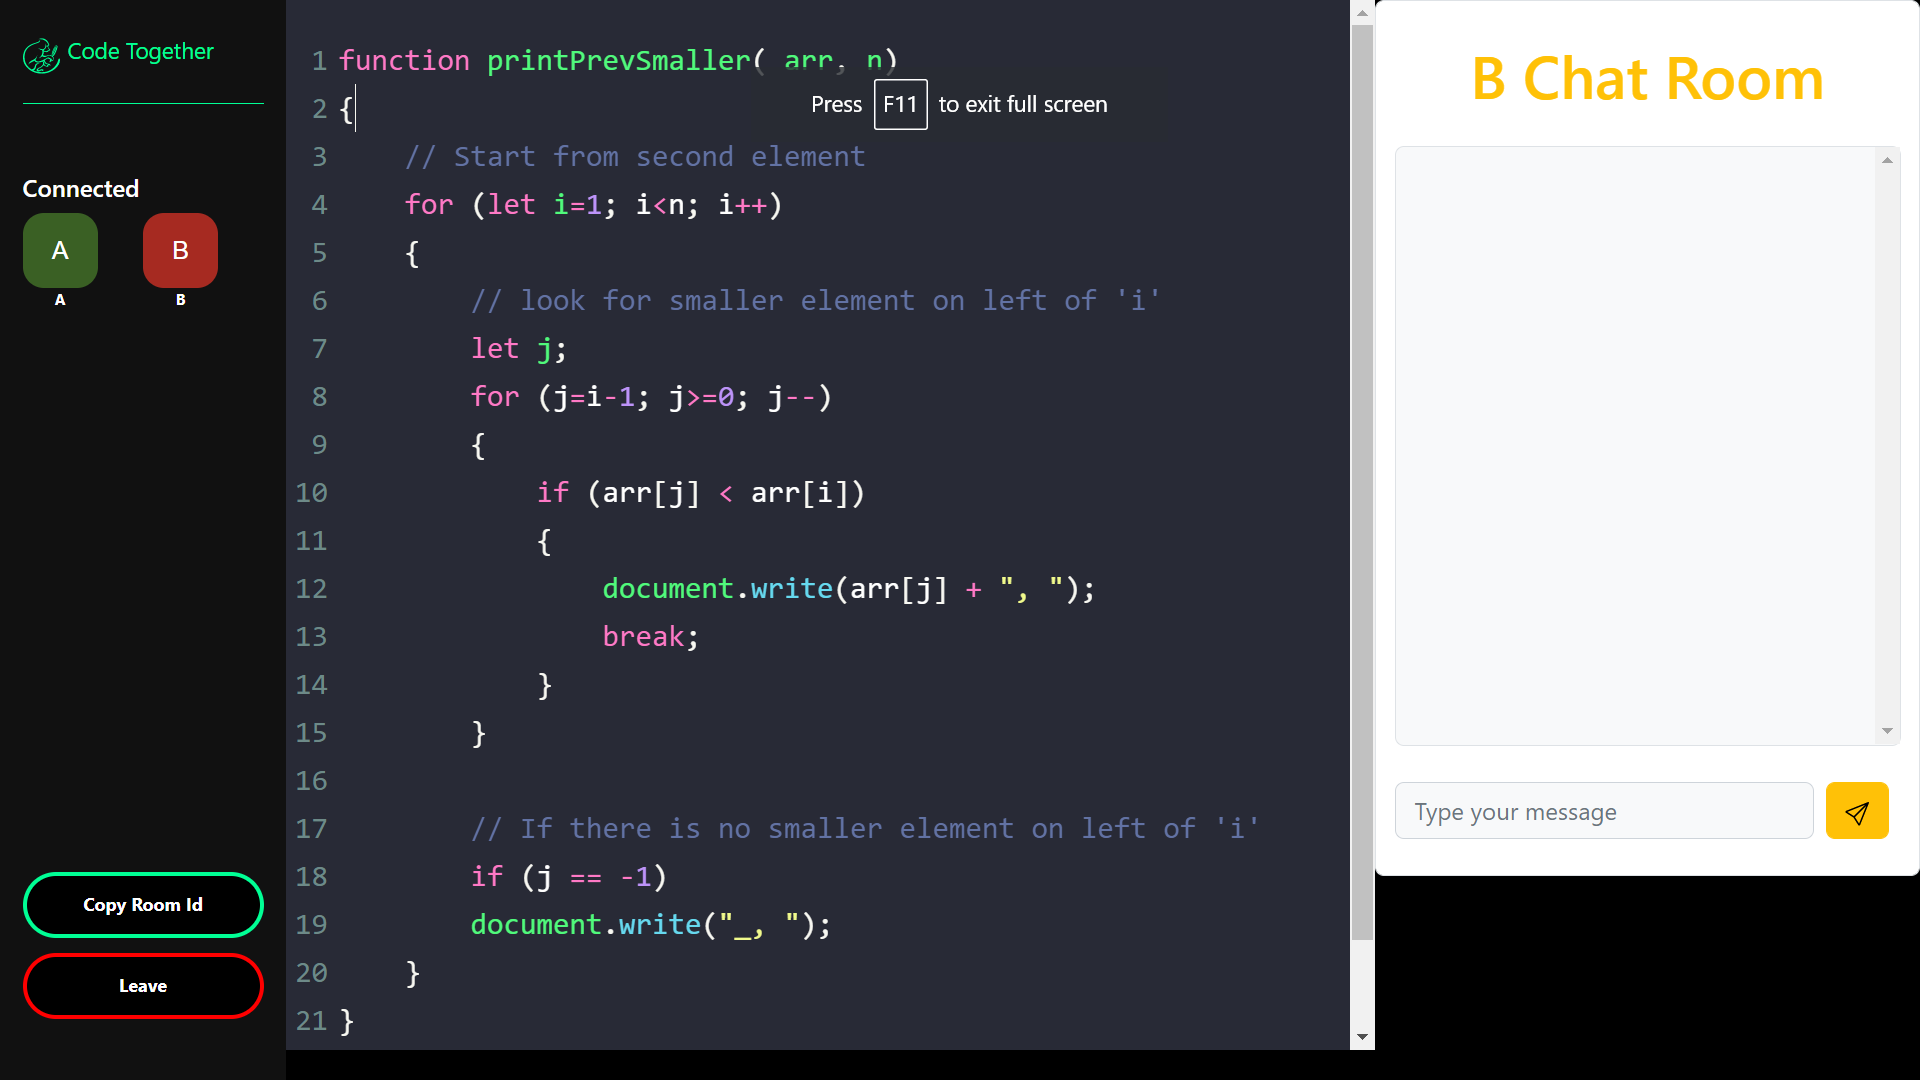 Code Together
Connected
A
B
A
B
Copy Room Id
Leave
1 function printPrevSmaller( arr, n)
2 {
3     // Start from second element
4     for (let i=1; i<n; i++)
5     {
6         // look for smaller element on left of 'i'
7         let j;
8         for (j=i-1; j>=0; j--)
9         {
10             if (arr[j] < arr[i])
11             {
12                 document.write(arr[j] + ", ");
13                 break;
14             }
15         }
16
17         // If there is no smaller element on left of 'i'
18         if (j == -1)
19         document.write("_, ");
20     }
21 }
Press F11 to exit full screen
B Chat Room
Type your message